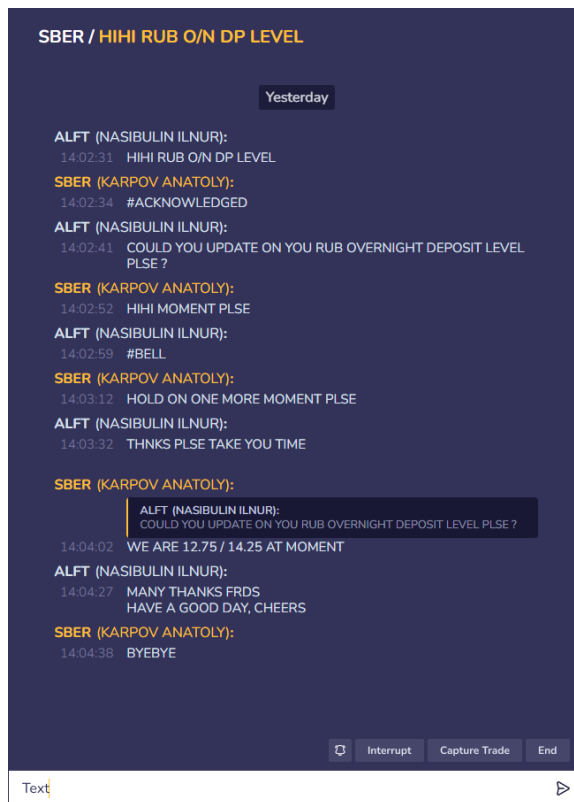 SBER / HIHI RUB O/N DP LEVEL
Yesterday
ALFT (NASIBULIN ILNUR):
14:02:31 HIHI RUB O/N DP LEVEL
SBER (KARPOV ANATOLY):
14:02:34 #ACKNOWLEDGED
ALFT (NASIBULIN ILNUR):
14:02:41 COULD YOU UPDATE ON YOU RUB OVERNIGHT DEPOSIT LEVEL
PLSE ?
SBER (KARPOV ANATOLY):
14:02:52 HIHI MOMENT PLSE
ALFT (NASIBULIN ILNUR):
14:02:59 #BELL
SBER (KARPOV ANATOLY):
14:03:12 HOLD ON ONE MORE MOMENT PLSE
ALFT (NASIBULIN ILNUR):
14:03:32 THNKS PLSE TAKE YOU TIME
SBER (KARPOV ANATOLY):
ALFT (NASIBULIN ILNUR):
COULD YOU UPDATE ON YOU RUB OVERNIGHT DEPOSIT LEVEL PLSE ?
14:04:02 WE ARE 12.75 / 14.25 AT MOMENT
ALFT (NASIBULIN ILNUR):
14:04:27 MANY THANKS FRDS
HAVE A GOOD DAY, CHEERS
SBER (KARPOV ANATOLY):
14:04:38 BYEBYE
Interrupt Capture Trade End
Text